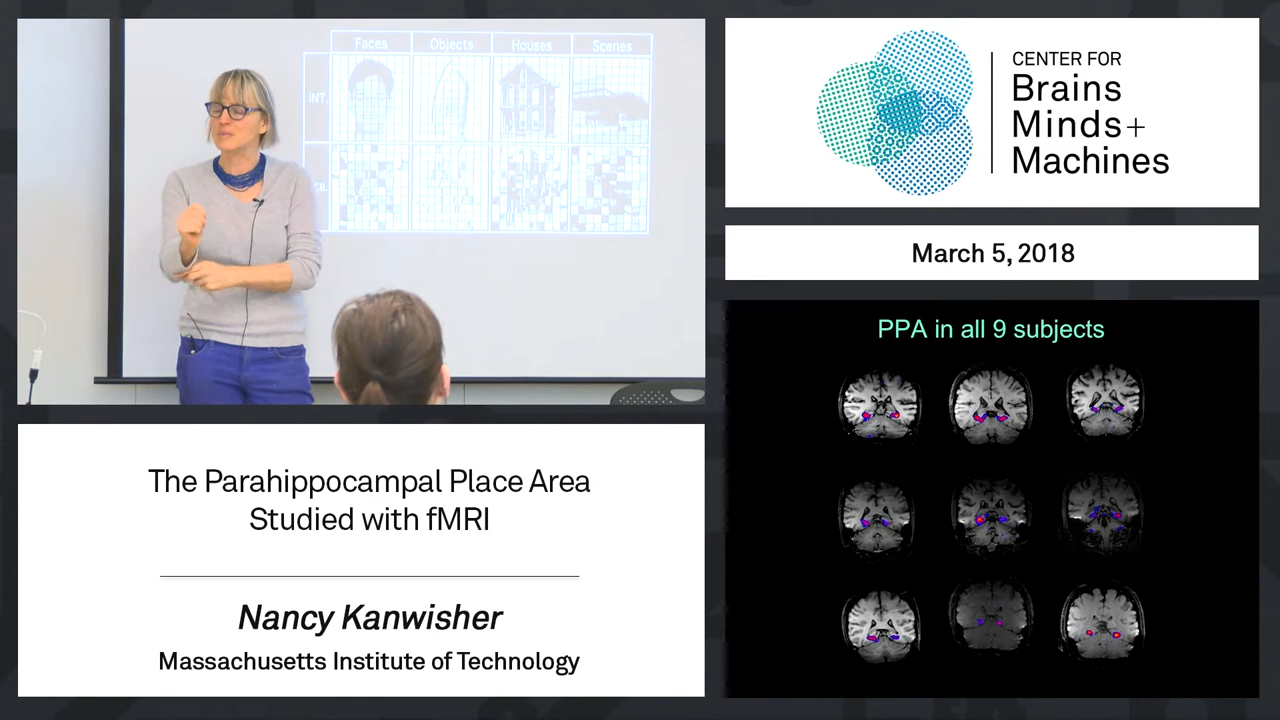 Faces Objects Houses Scenes
INT.
The Parahippocampal Place Area
Studied with fMRI
Nancy Kanwisher
Massachusetts Institute of Technology
CENTER FOR
Brains
Minds+
Machines
March 5, 2018
PPA in all 9 subjects